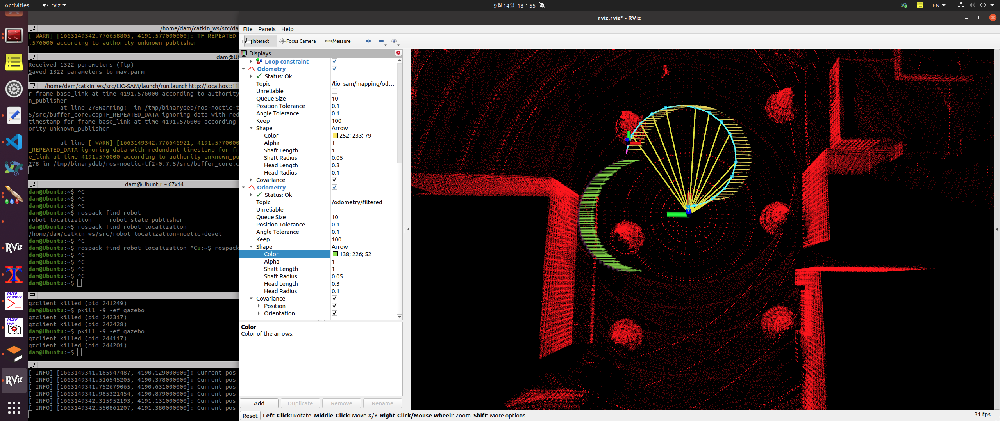 Activities
rviz
9월 14일 18 : 55
EN
rviz.rviz* - RViz
/home/dam/catkin_ws/src/da
[ WARN] [1663149342.776658805, 4191.577000000]: TF_REPEATED_
.576000 according to authority unknown_publisher
dam@Ub
Received 1322 parameters (ftp)
Saved 1322 parameters to mav.parm
/home/dam/catkin_ws/src/LIO-SAM/launch/run.launch http://localhost:11
r frame base_link at time 4191.576000 according to authority
n_publisher
at line 278Warning:  in /tmp/binarydeb/ros-noetic-t
5/src/buffer_core.cppTF_REPEATED_DATA ignoring data with red
timestamp for frame base_link at time 4191.576000 according
ority unknown_publisher
at line [ WARN] [1663149342.776646921, 4191.5770000
_REPEATED_DATA ignoring data with redundant timestamp for fr
e_link at time 4191.576000 according to authority unknown_pu
278 in /tmp/binarydeb/ros-noetic-tf2-0.7.5/src/buffer_core.c
dam@Ubuntu: ~ 67x14
dam@Ubuntu:~$ ^C
dam@Ubuntu:~$ ^C
dam@Ubuntu:~$ ^C
dam@Ubuntu:~$ rospack find robot_
robot_localization     robot_state_publisher
dam@Ubuntu:~$ rospack find robot_localization
/home/dam/catkin_ws/src/robot_localization-noetic-devel
dam@Ubuntu:~$ ^C
dam@Ubuntu:~$ rospack find robot_localization ^Cu:~$ rospack
dam@Ubuntu:~$ ^C
dam@Ubuntu:~$ ^C
dam@Ubuntu:~$ ^C
dam@Ubuntu:~$ ^C
dam@Ubuntu:~$
gzclient killed (pid 241249)
dam@Ubuntu:~$ pkill -9 -ef gazebo
gzclient killed (pid 242317)
gzclient killed (pid 242428)
dam@Ubuntu:~$ pkill -9 -ef gazebo
gzclient killed (pid 244117)
gzclient killed (pid 244201)
dam@Ubuntu:~$
[ INFO] [1663149341.185947487, 4190.129000000]: Current pos
[ INFO] [1663149341.516545205, 4190.378000000]: Current pos
[ INFO] [1663149341.752679065, 4190.631000000]: Current pos
[ INFO] [1663149341.985321454, 4190.879000000]: Current pos
[ INFO] [1663149342.315952193, 4191.131000000]: Current pos
[ INFO] [1663149342.550861207, 4191.380000000]: Current pos
RViz
MAV
CONSOLE
MAV
MAP
RViz
File Panels Help
Interact Focus Camera Measure
Displays
Loop constraint
Odometry
Status: Ok
Topic /lio_sam/mapping/od...
Unreliable
Queue Size 10
Position Tolerance 0.1
Angle Tolerance 0.1
Keep 100
Shape Arrow
Color 252; 233; 79
Alpha 1
Shaft Length 1
Shaft Radius 0.05
Head Length 0.3
Head Radius 0.1
Covariance
Odometry
Status: Ok
Topic /odometry/filtered
Unreliable
Queue Size 10
Position Tolerance 0.1
Angle Tolerance 0.1
Keep 100
Shape Arrow
Color 138; 226; 52
Alpha 1
Shaft Length 1
Shaft Radius 0.05
Head Length 0.3
Head Radius 0.1
Covariance
Position
Orientation
Color
Color of the arrows.
Add Duplicate Remove Rename
Reset Left-Click: Rotate. Middle-Click: Move X/Y. Right-Click/Mouse Wheel:: Zoom. Shift: More options.
31 fps